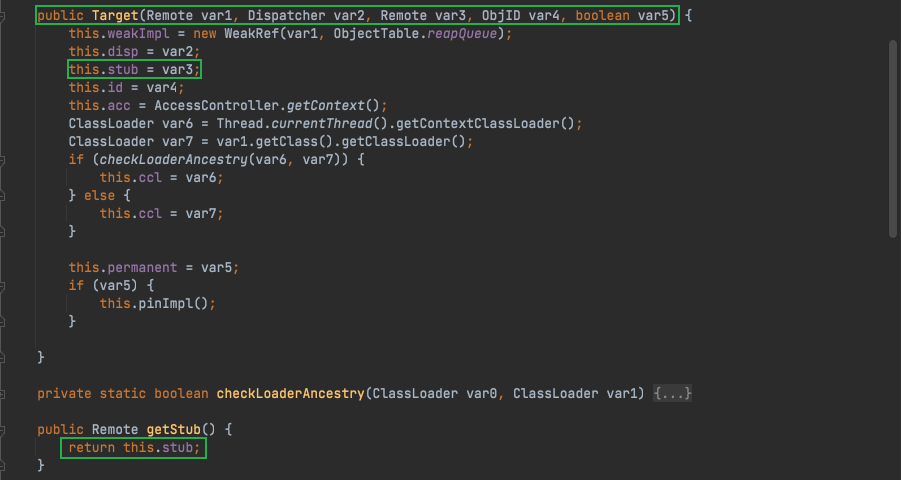 public Target(Remote var1, Dispatcher var2, Remote var3, ObjID var4, boolean var5) {
    this.weakImpl = new WeakRef(var1, ObjectTable.reapQueue);
    this.disp = var2;
    this.stub = var3;
    this.id = var4;
    this.acc = AccessController.getContext();
    ClassLoader var6 = Thread.currentThread().getContextClassLoader();
    ClassLoader var7 = var1.getClass().getClassLoader();
    if (checkLoaderAncestry(var6, var7)) {
        this.ccl = var6;
    } else {
        this.ccl = var7;
    }
    this.permanent = var5;
    if (var5) {
        this.pinImpl();
    }
}
private static boolean checkLoaderAncestry(ClassLoader var0, ClassLoader var1) {...}
public Remote getStub() {
    return this.stub;
}